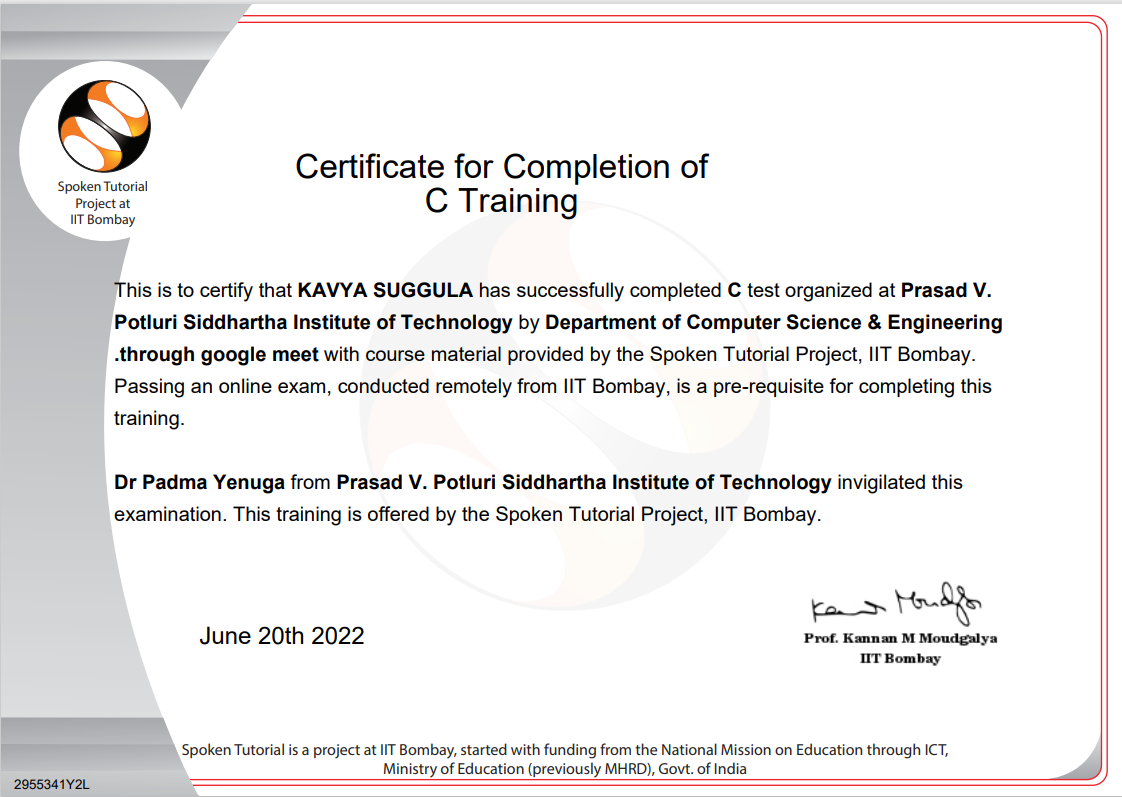 Spoken Tutorial
Project at
IIT Bombay
Certificate for Completion of
C Training
This is to certify that KAVYA SUGGULA has successfully completed C test organized at Prasad V.
Potluri Siddhartha Institute of Technology by Department of Computer Science & Engineering
.through google meet with course material provided by the Spoken Tutorial Project, IIT Bombay.
Passing an online exam, conducted remotely from IIT Bombay, is a pre-requisite for completing this
training.
Dr Padma Yenuga from Prasad V. Potluri Siddhartha Institute of Technology invigilated this
examination. This training is offered by the Spoken Tutorial Project, IIT Bombay.
June 20th 2022
Kannan Moudgalya
Prof. Kannan M Moudgalya
IIT Bombay
Spoken Tutorial is a project at IIT Bombay, started with funding from the National Mission on Education through ICT,
Ministry of Education (previously MHRD), Govt. of India
2955341Y2L